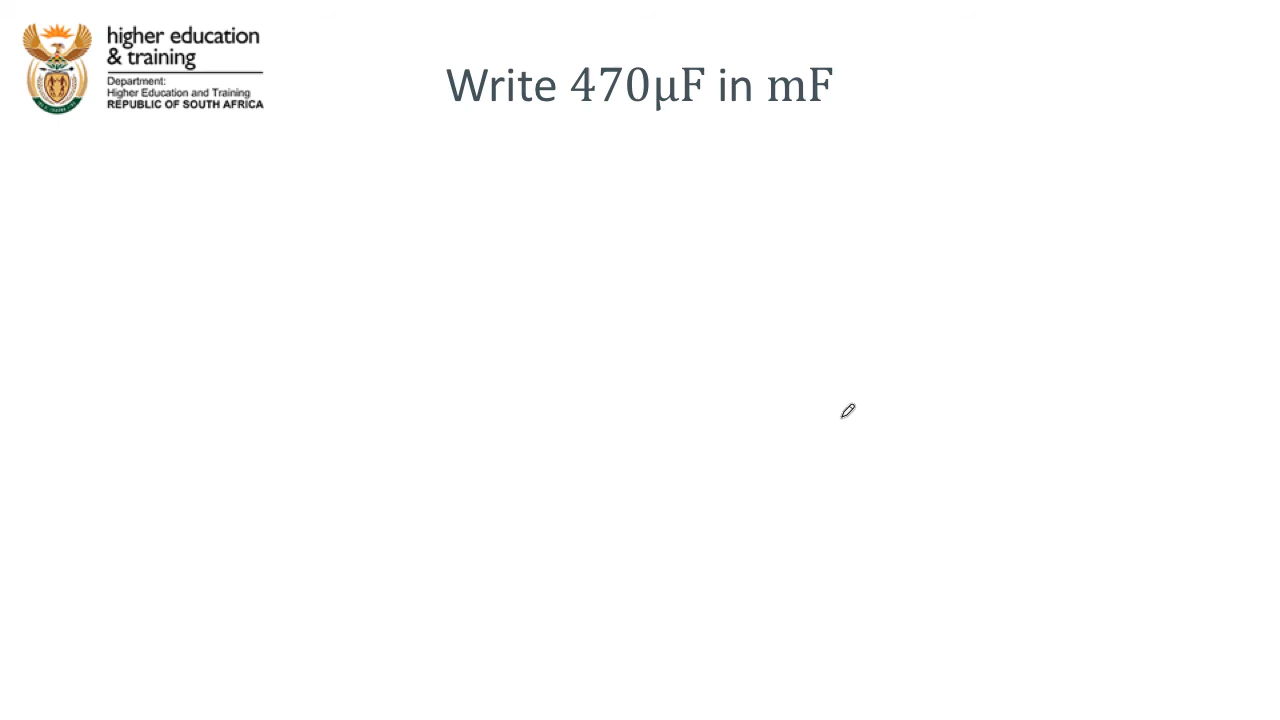 higher education
& training
Department:
Higher Education and Training
REPUBLIC OF SOUTH AFRICA
Write 470μF in mF